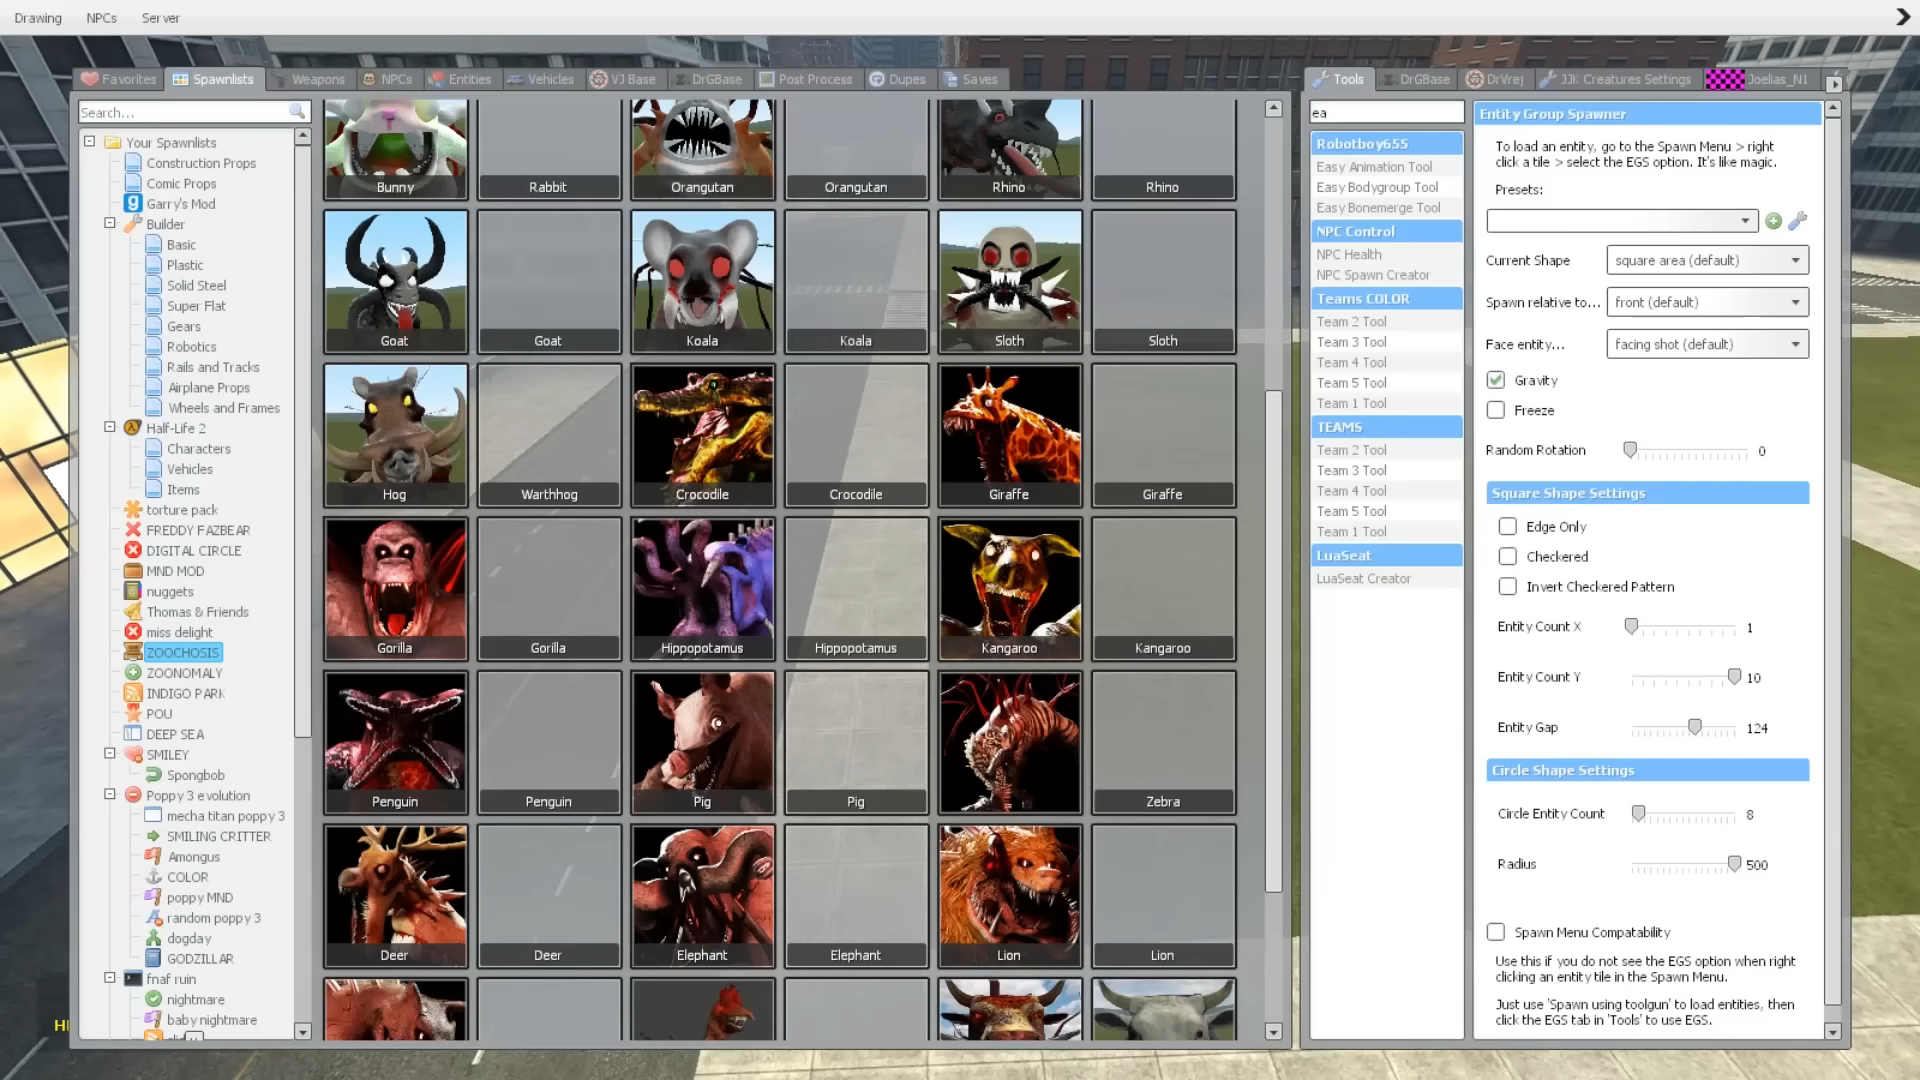 Drawing NPCs Server
Favorites Spawnlists Weapons NPCs Entities Vehicles VJ Base DrGBase Post Process Dupes Saves
Search...
Your Spawnlists
Construction Props
Comic Props
Garry's Mod
Builder
Basic
Plastic
Solid Steel
Super Flat
Gears
Robotics
Rails and Tracks
Airplane Props
Wheels and Frames
Half-Life 2
Characters
Vehicles
Items
torture pack
FREDDY FAZBEAR
DIGITAL CIRCLE
MND MOD
nuggets
Thomas & Friends
miss delight
ZOOCHOSIS
ZOONOMALY
INDIGO PARK
POU
DEEP SEA
SMILEY
Spongbob
Poppy 3 evolution
mecha titan poppy 3
SMILING CRITTER
Amongus
COLOR
poppy MND
random poppy 3
dogday
GODZILLAR
fnaf ruin
nightmare
baby nightmare
Bunny Rabbit Orangutan Orangutan Rhino Rhino
Goat Goat Koala Koala Sloth Sloth
Hog Warthhog Crocodile Crocodile Giraffe Giraffe
Gorilla Gorilla Hippopotamus Hippopotamus Kangaroo Kangaroo
Penguin Penguin Pig Pig Zebra
Deer Deer Elephant Elephant Lion Lion
Tools DrGBase DrVrej JJK Creatures Settings Joelias_N1
ea
Robotboy655
Easy Animation Tool
Easy Bodygroup Tool
Easy Bonemerge Tool
NPC Control
NPC Health
NPC Spawn Creator
Teams COLOR
Team 2 Tool
Team 3 Tool
Team 4 Tool
Team 5 Tool
Team 1 Tool
TEAMS
Team 2 Tool
Team 3 Tool
Team 4 Tool
Team 5 Tool
Team 1 Tool
LuaSeat
LuaSeat Creator
Entity Group Spawner
To load an entity, go to the Spawn Menu > right
click a tile > select the EGS option. It's like magic.
Presets:
Current Shape square area (default)
Spawn relative to... front (default)
Face entity... facing shot (default)
Gravity
Freeze
Random Rotation 0
Square Shape Settings
Edge Only
Checkered
Invert Checkered Pattern
Entity Count X 1
Entity Count Y 10
Entity Gap 124
Circle Shape Settings
Circle Entity Count 8
Radius 500
Spawn Menu Compatability
Use this if you do not see the EGS option when right
clicking an entity tile in the Spawn Menu.
Just use 'Spawn using toolgun' to load entities, then
click the EGS tab in 'Tools' to use EGS.